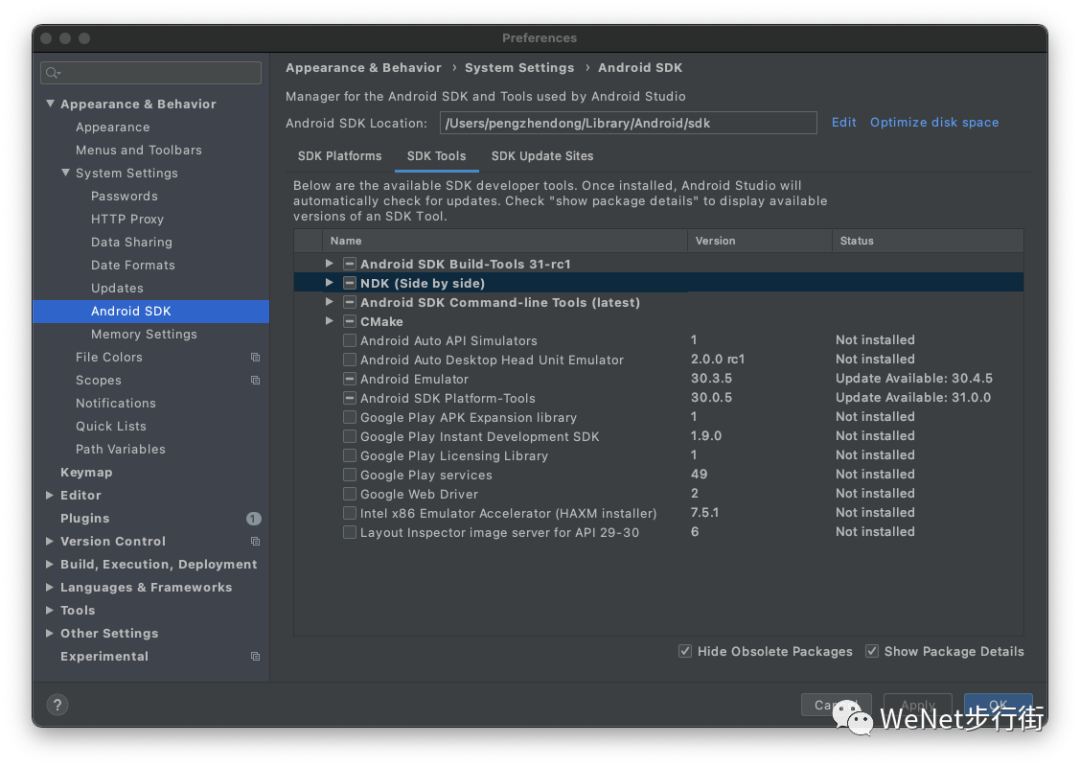 Preferences
Appearance & Behavior › System Settings › Android SDK
Manager for the Android SDK and Tools used by Android Studio
Android SDK Location: /Users/pengzhendong/Library/Android/sdk Edit Optimize disk space
SDK Platforms SDK Tools SDK Update Sites
Below are the available SDK developer tools. Once installed, Android Studio will
automatically check for updates. Check "show package details" to display available
versions of an SDK Tool.
Name Version Status
Android SDK Build-Tools 31-rc1
NDK (Side by side)
Android SDK Command-line Tools (latest)
CMake
Android Auto API Simulators 1 Not installed
Android Auto Desktop Head Unit Emulator 2.0.0 rc1 Not installed
Android Emulator 30.3.5 Update Available: 30.4.5
Android SDK Platform-Tools 30.0.5 Update Available: 31.0.0
Google Play APK Expansion library 1 Not installed
Google Play Instant Development SDK 1.9.0 Not installed
Google Play Licensing Library 1 Not installed
Google Play services 49 Not installed
Google Web Driver 2 Not installed
Intel x86 Emulator Accelerator (HAXM installer) 7.5.1 Not installed
Layout Inspector image server for API 29-30 6 Not installed
Hide Obsolete Packages Show Package Details
Appearance & Behavior
Appearance
Menus and Toolbars
System Settings
Passwords
HTTP Proxy
Data Sharing
Date Formats
Updates
Android SDK
Memory Settings
File Colors
Scopes
Notifications
Quick Lists
Path Variables
Keymap
Editor
Plugins 1
Version Control
Build, Execution, Deployment
Languages & Frameworks
Tools
Other Settings
Experimental
? Cancel Apply OK
WeNet步行街